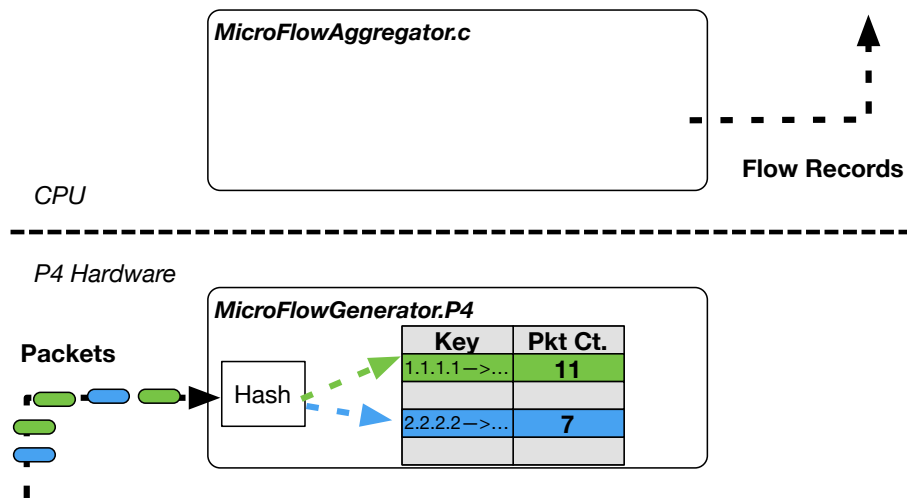 MicroFlowAggregator.c
Flow Records
CPU
P4 Hardware
MicroFlowGenerator.P4
Packets
Hash
Key Pkt Ct.
1.1.1.1—>... 11
2.2.2.2—>... 7